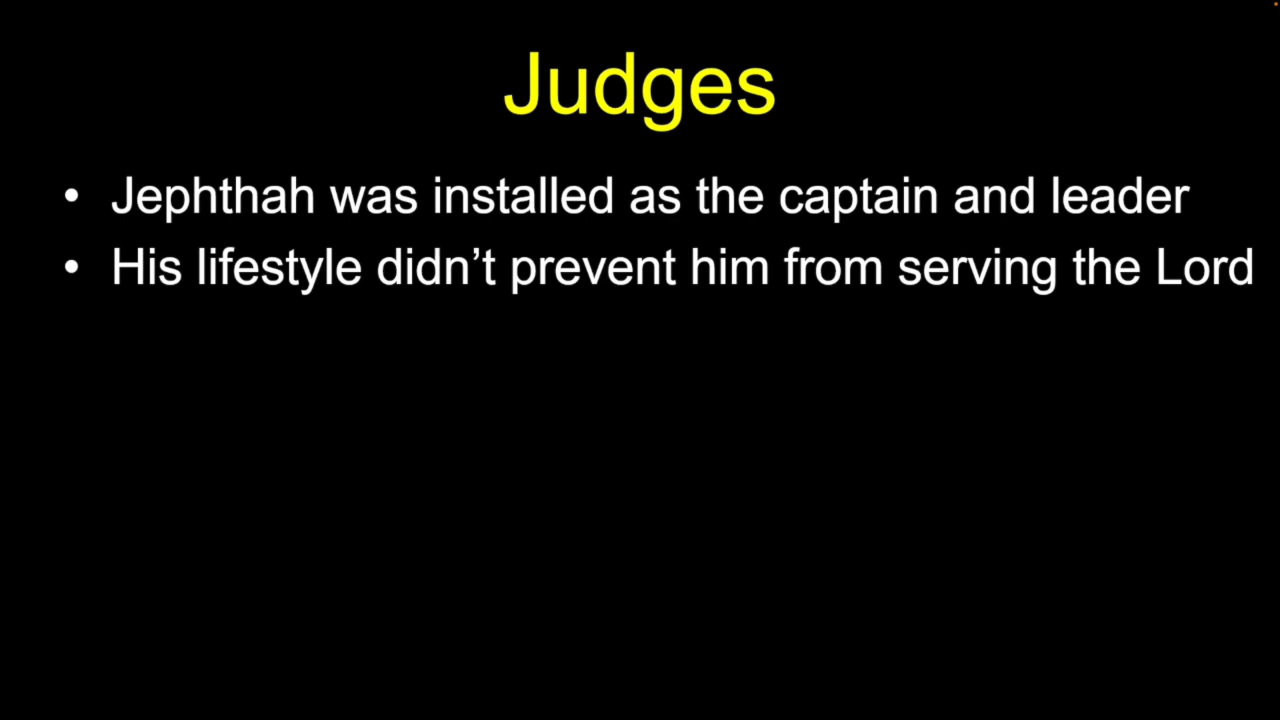 Judges
• Jephthah was installed as the captain and leader
• His lifestyle didn’t prevent him from serving the Lord